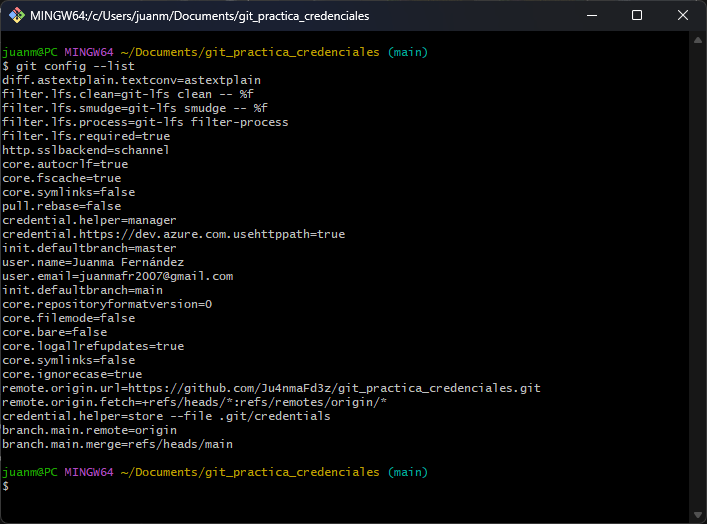 MINGW64:/c/Users/juanm/Documents/git_practica_credenciales
juanm@PC MINGW64 ~/Documents/git_practica_credenciales (main)
$ git config --list
diff.astextplain.textconv=astextplain
filter.lfs.clean=git-lfs clean -- %f
filter.lfs.smudge=git-lfs smudge -- %f
filter.lfs.process=git-lfs filter-process
filter.lfs.required=true
http.sslbackend=schannel
core.autocrlf=true
core.fscache=true
core.symlinks=false
pull.rebase=false
credential.helper=manager
credential.https://dev.azure.com.usehttppath=true
init.defaultbranch=master
user.name=Juanma Fernández
user.email=juanmafr2007@gmail.com
init.defaultbranch=main
core.repositoryformatversion=0
core.filemode=false
core.bare=false
core.logallrefupdates=true
core.symlinks=false
core.ignorecase=true
remote.origin.url=https://github.com/Ju4nmaFd3z/git_practica_credenciales.git
remote.origin.fetch=+refs/heads/*:refs/remotes/origin/*
credential.helper=store --file .git/credentials
branch.main.remote=origin
branch.main.merge=refs/heads/main
juanm@PC MINGW64 ~/Documents/git_practica_credenciales (main)
$